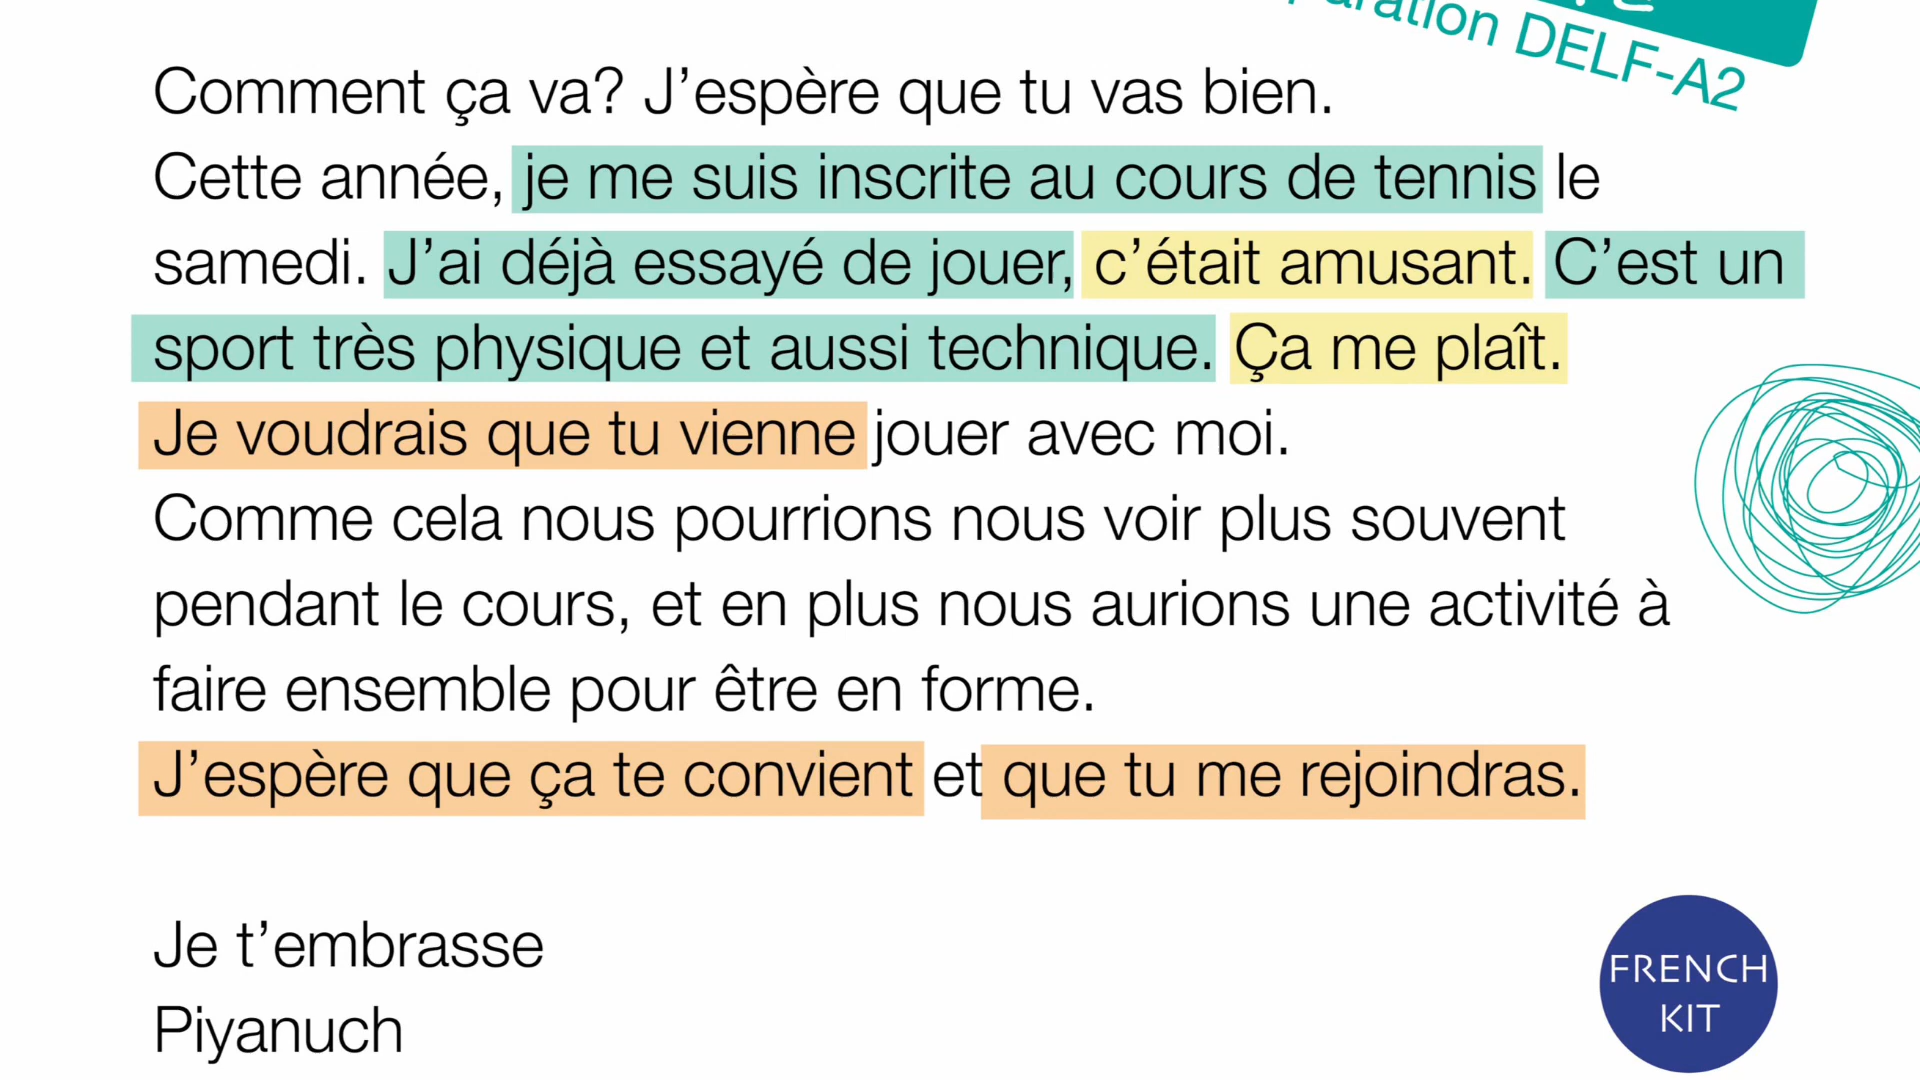 DELF-A2
Comment ça va? J'espère que tu vas bien.
Cette année, je me suis inscrite au cours de tennis le
samedi. J'ai déjà essayé de jouer, c'était amusant. C'est un
sport très physique et aussi technique. Ça me plaît.
Je voudrais que tu vienne jouer avec moi.
Comme cela nous pourrions nous voir plus souvent
pendant le cours, et en plus nous aurions une activité à
faire ensemble pour être en forme.
J'espère que ça te convient et que tu me rejoindras.
Je t'embrasse
Piyanuch
FRENCH
KIT